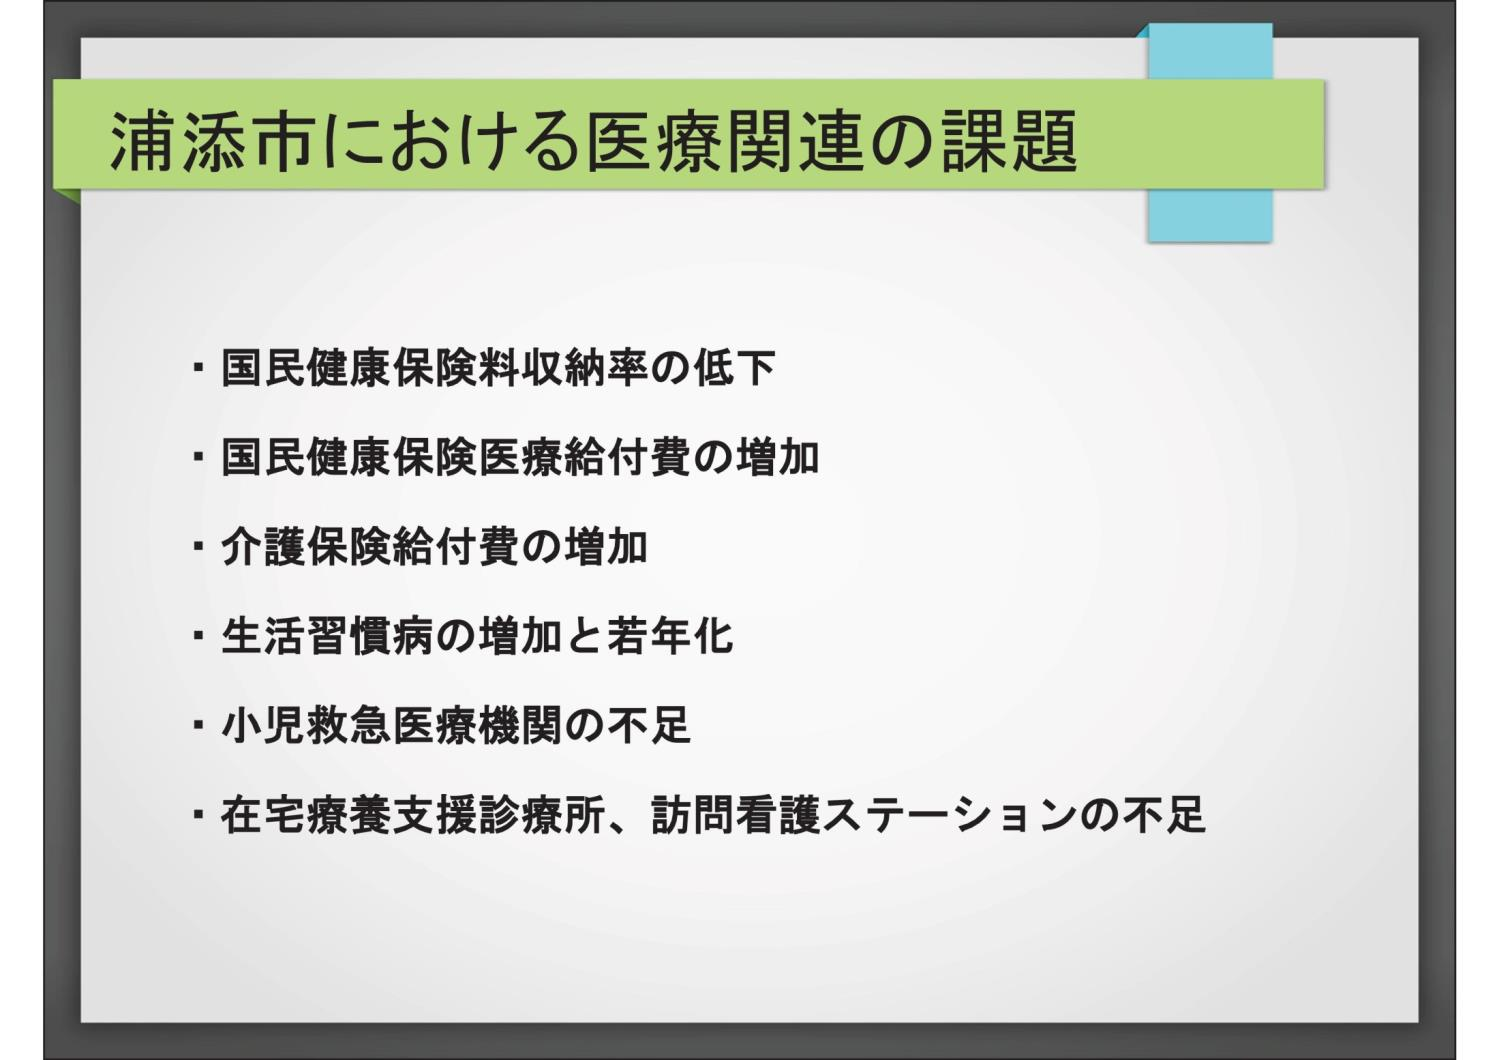 浦添市における医療関連の課題
・国民健康保険料収納率の低下
・国民健康保険医療給付費の増加
・介護保険給付費の増加
・生活習慣病の増加と若年化
・小児救急医療機関の不足
・在宅療養支援診療所、訪問看護ステーションの不足